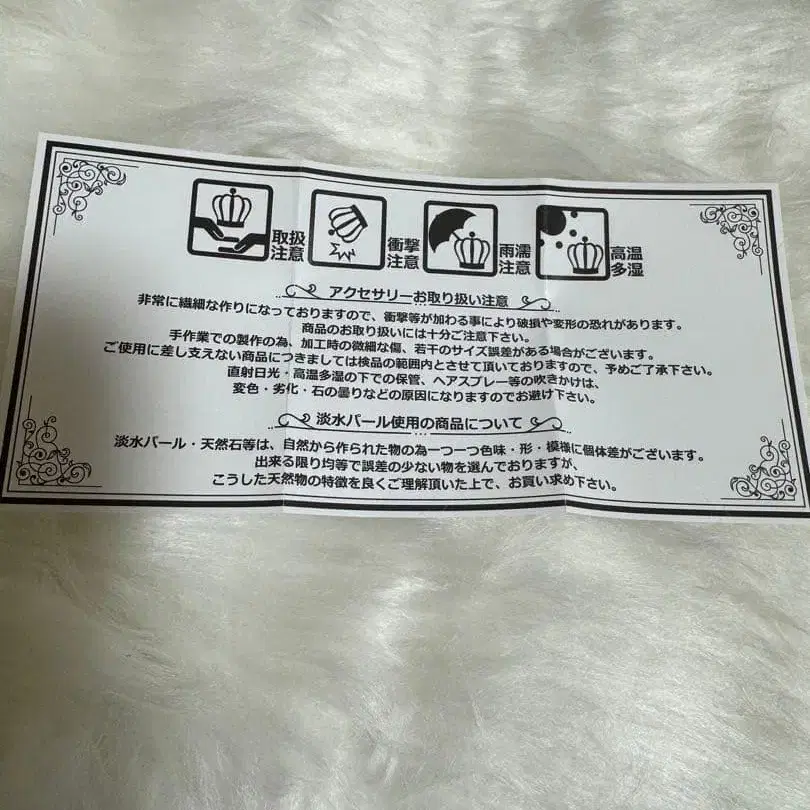 取扱注意
衝撃注意
雨濡注意
高温多湿
アクセサリーお取り扱い注意
非常に繊細な作りになっておりますので、衝撃等が加わる事により破損や変形の恐れがあります。
商品のお取り扱いには十分ご注意下さい。
手作業での製作の為、加工時の微細な傷、若干のサイズ誤差がある場合がございます。
ご使用に差し支えない商品につきましては検品の範囲内とさせて頂いておりますので、予めご了承下さい。
直射日光・高温多湿の下での保管、ヘアスプレー等の吹きかけは、
変色・劣化・石の曇りなどの原因になりますのでお避け下さい。
淡水パール使用の商品について
淡水パール・天然石等は、自然から作られた物の為一つ一つ色味・形・模様に個体差がございます。
出来る限り均等で誤差の少ない物を選んでおりますが、
こうした天然物の特徴を良くご理解頂いた上で、お買い求め下さい。